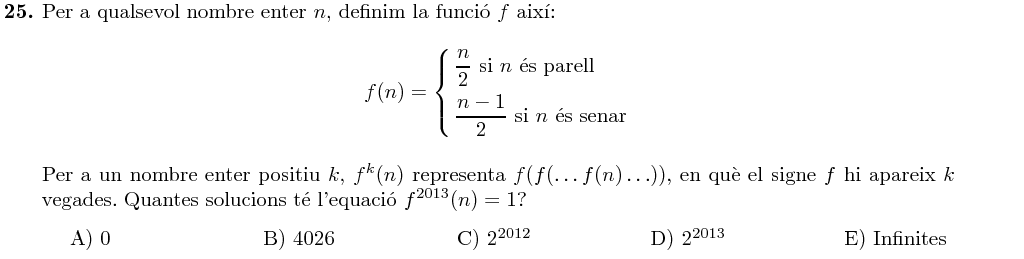 25. Per a qualsevol nombre enter n, definim la funció f així:
f(n) = { n/2 si n és parell
(n − 1)/2 si n és senar
Per a un nombre enter positiu k, f^k(n) representa f(f(...f(n)...)), en què el signe f hi apareix k
vegades. Quantes solucions té l'equació f^2013(n) = 1?
A) 0 B) 4026 C) 2^2012 D) 2^2013 E) Infinites